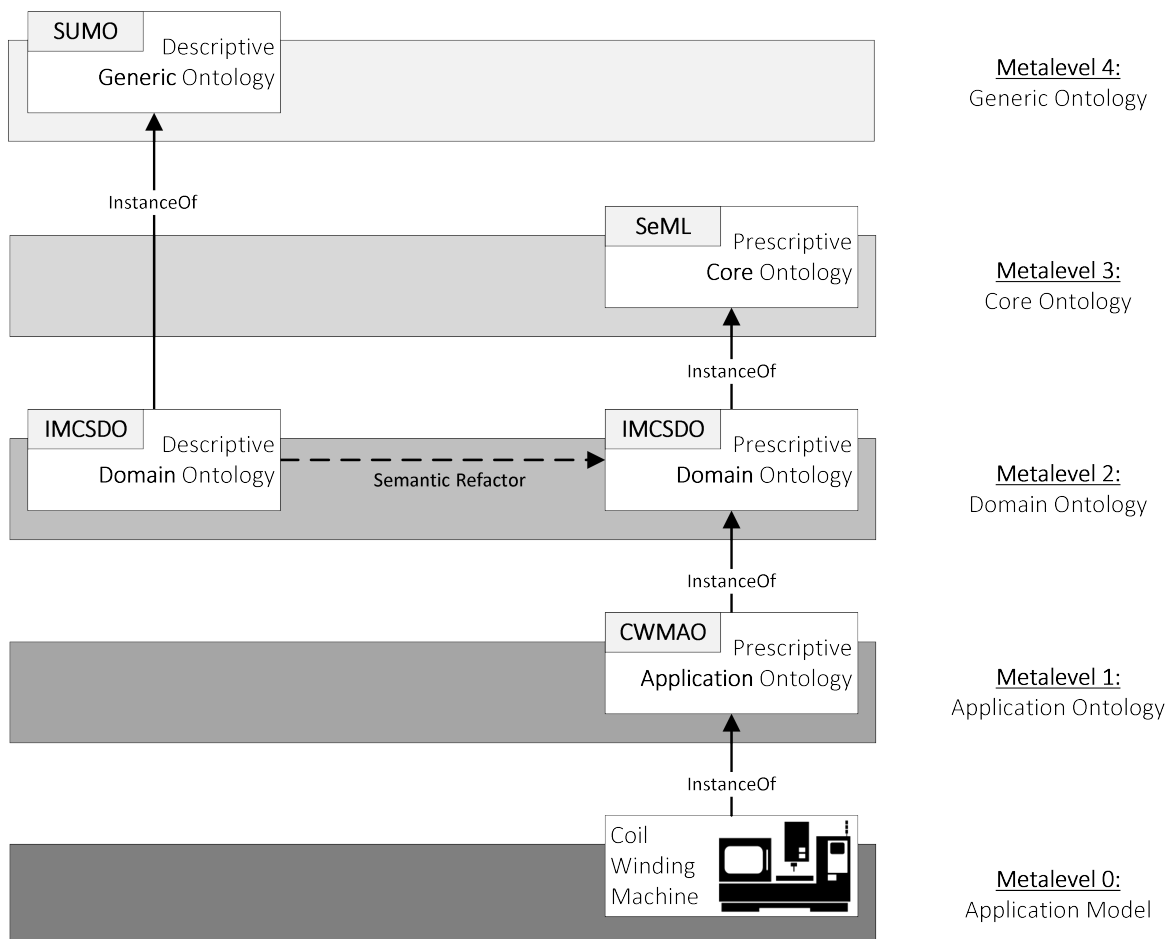 SUMO
Descriptive
Generic Ontology
Metalevel 4:
Generic Ontology
InstanceOf
SeML
Prescriptive
Core Ontology
Metalevel 3:
Core Ontology
InstanceOf
IMCSDO
Descriptive
Domain Ontology
Semantic Refactor
IMCSDO
Prescriptive
Domain Ontology
Metalevel 2:
Domain Ontology
InstanceOf
CWMAO
Prescriptive
Application Ontology
Metalevel 1:
Application Ontology
InstanceOf
Coil
Winding
Machine
Metalevel 0:
Application Model